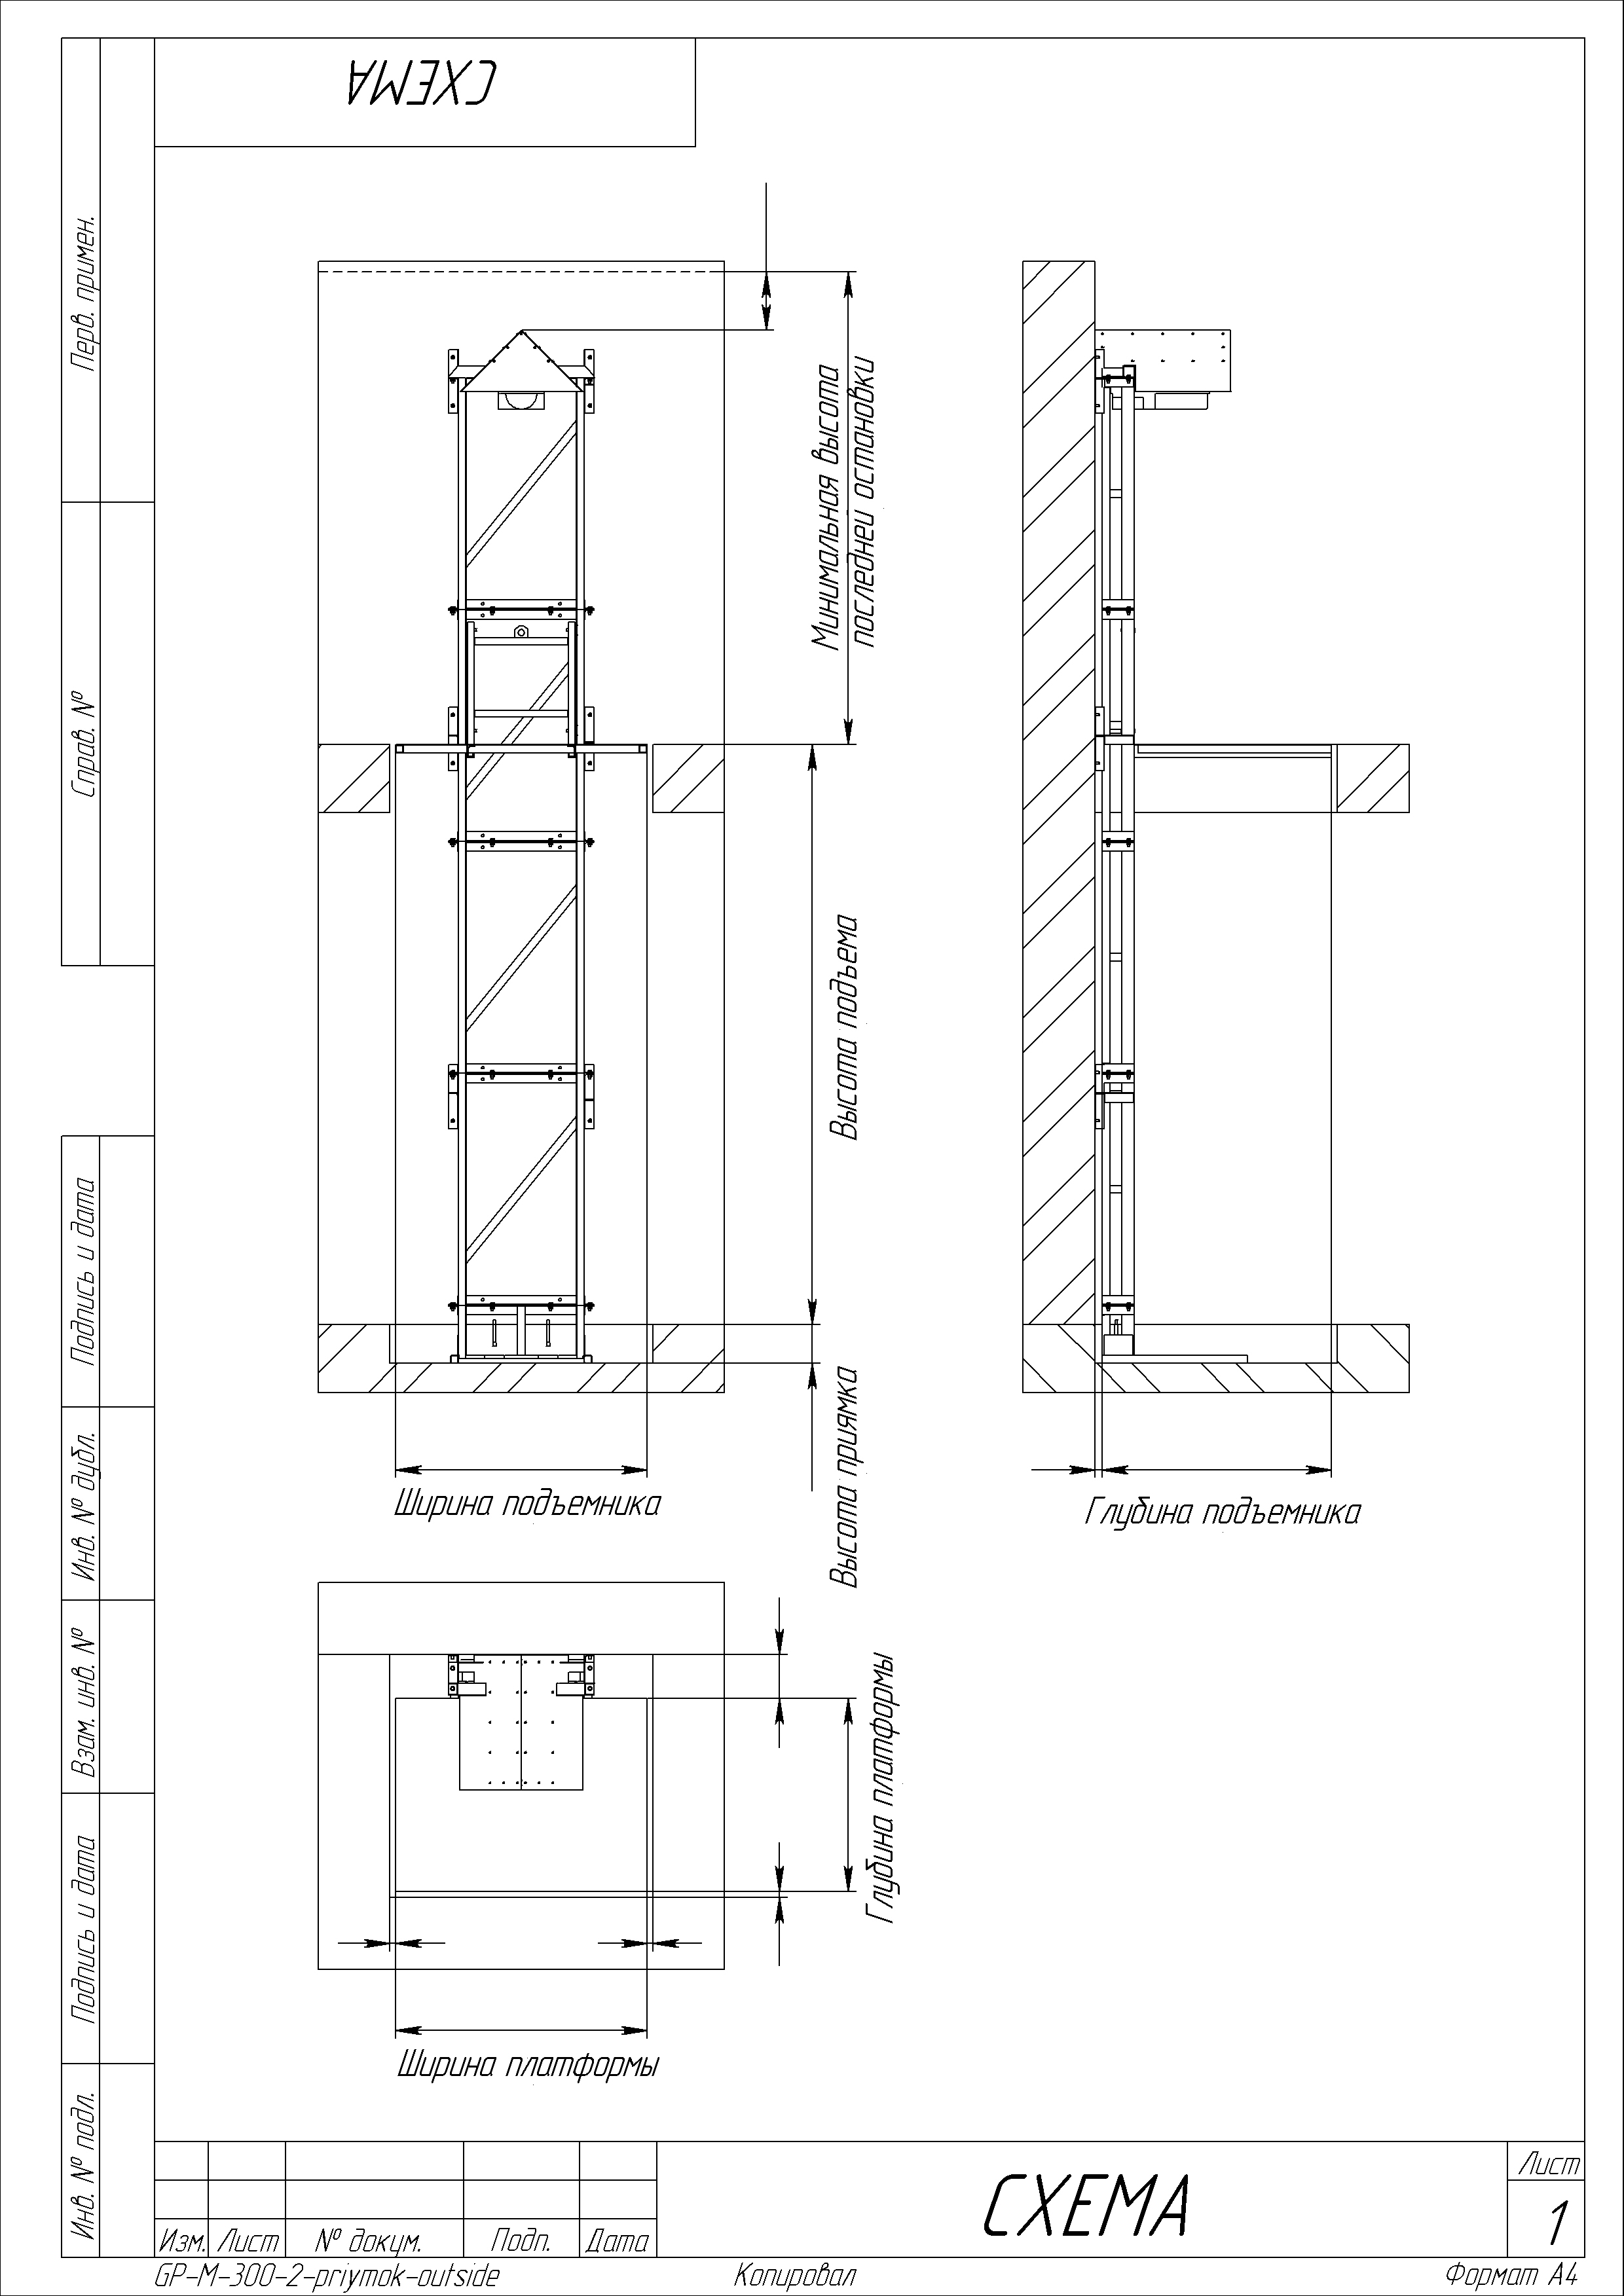 СХЕМА
Перв. примен.
Справ. №
Подпись и дата
Инв. № дубл.
Взам. инв. №
Подпись и дата
Инв. № подл.
Минимальная высота
последней остановки
Высота подъема
Высота приямка
Ширина подъемника
Глубина подъемника
Глубина платформы
Ширина платформы
Изм. Лист № докум. Подп. Дата
СХЕМА
Лист
1
GP-M-300-2-priymok-outside Копировал Формат А4